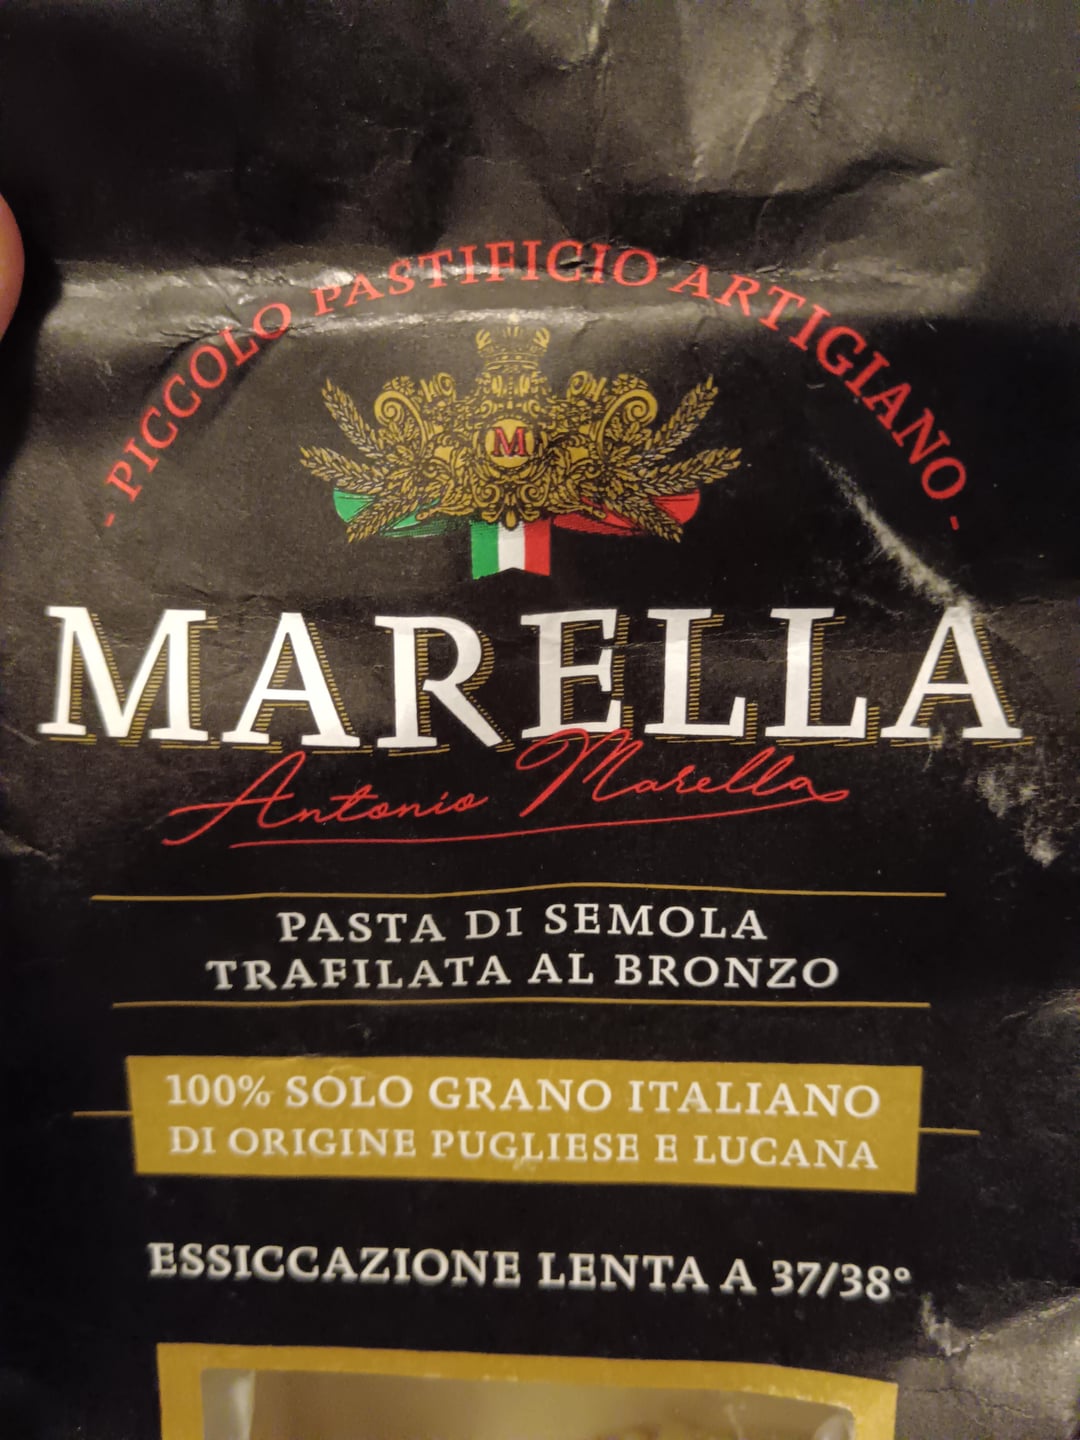 - PICCOLO PASTIFICIO ARTIGIANO -
M
MARELLA
Antonio Marella
PASTA DI SEMOLA
TRAFILATA AL BRONZO
100% SOLO GRANO ITALIANO
DI ORIGINE PUGLIESE E LUCANA
ESSICCAZIONE LENTA A 37/38°